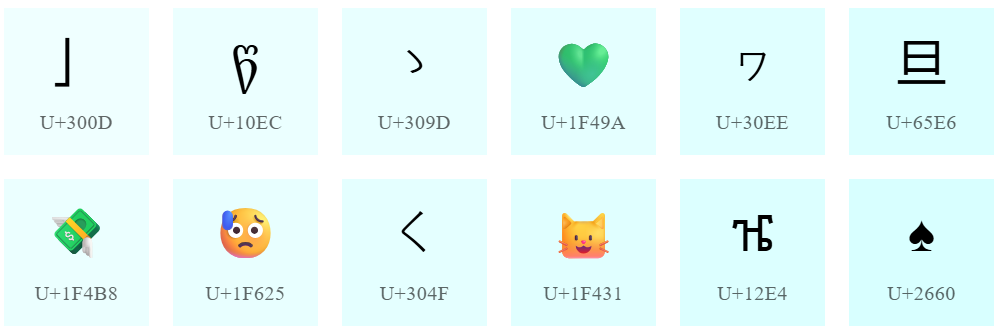 」 წ ゝ 💚 ヮ 旦
U+300D U+10EC U+309D U+1F49A U+30EE U+65E6
💸 😥 く 🐱 ዤ ♠
U+1F4B8 U+1F625 U+304F U+1F431 U+12E4 U+2660